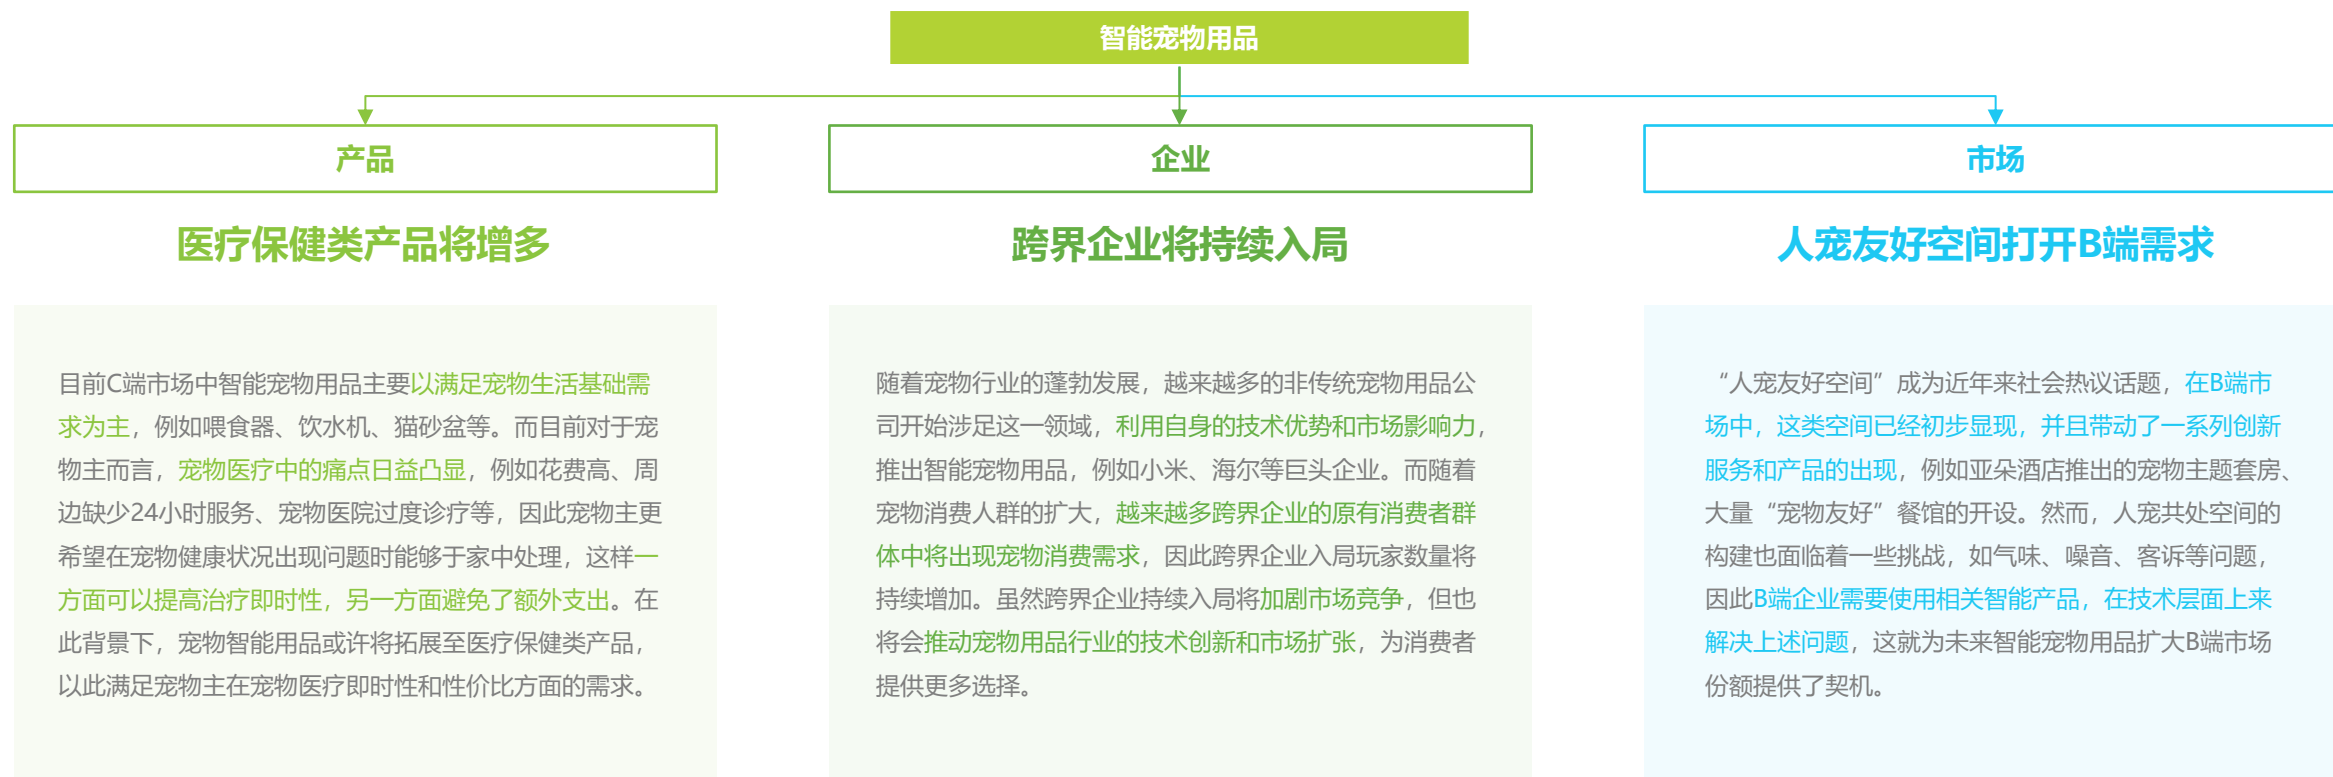 智能宠物用品
产品
企业
市场
医疗保健类产品将增多
跨界企业将持续入局
人宠友好空间打开B端需求
目前C端市场中智能宠物用品主要以满足宠物生活基础需
求为主，例如喂食器、饮水机、猫砂盆等。而目前对于宠
物主而言，宠物医疗中的痛点日益凸显，例如花费高、周
边缺少24小时服务、宠物医院过度诊疗等，因此宠物主更
希望在宠物健康状况出现问题时能够于家中处理，这样一
方面可以提高治疗即时性，另一方面避免了额外支出。在
此背景下，宠物智能用品或许将拓展至医疗保健类产品，
以此满足宠物主在宠物医疗即时性和性价比方面的需求。
随着宠物行业的蓬勃发展，越来越多的非传统宠物用品公
司开始涉足这一领域，利用自身的技术优势和市场影响力，
推出智能宠物用品，例如小米、海尔等巨头企业。而随着
宠物消费人群的扩大，越来越多跨界企业的原有消费者群
体中将出现宠物消费需求，因此跨界企业入局玩家数量将
持续增加。虽然跨界企业持续入局将加剧市场竞争，但也
将会推动宠物用品行业的技术创新和市场扩张，为消费者
提供更多选择。
“人宠友好空间”成为近年来社会热议话题，在B端市
场中，这类空间已经初步显现，并且带动了一系列创新
服务和产品的出现，例如亚朵酒店推出的宠物主题套房、
大量“宠物友好”餐馆的开设。然而，人宠共处空间的
构建也面临着一些挑战，如气味、噪音、客诉等问题，
因此B端企业需要使用相关智能产品，在技术层面上来
解决上述问题，这就为未来智能宠物用品扩大B端市场
份额提供了契机。